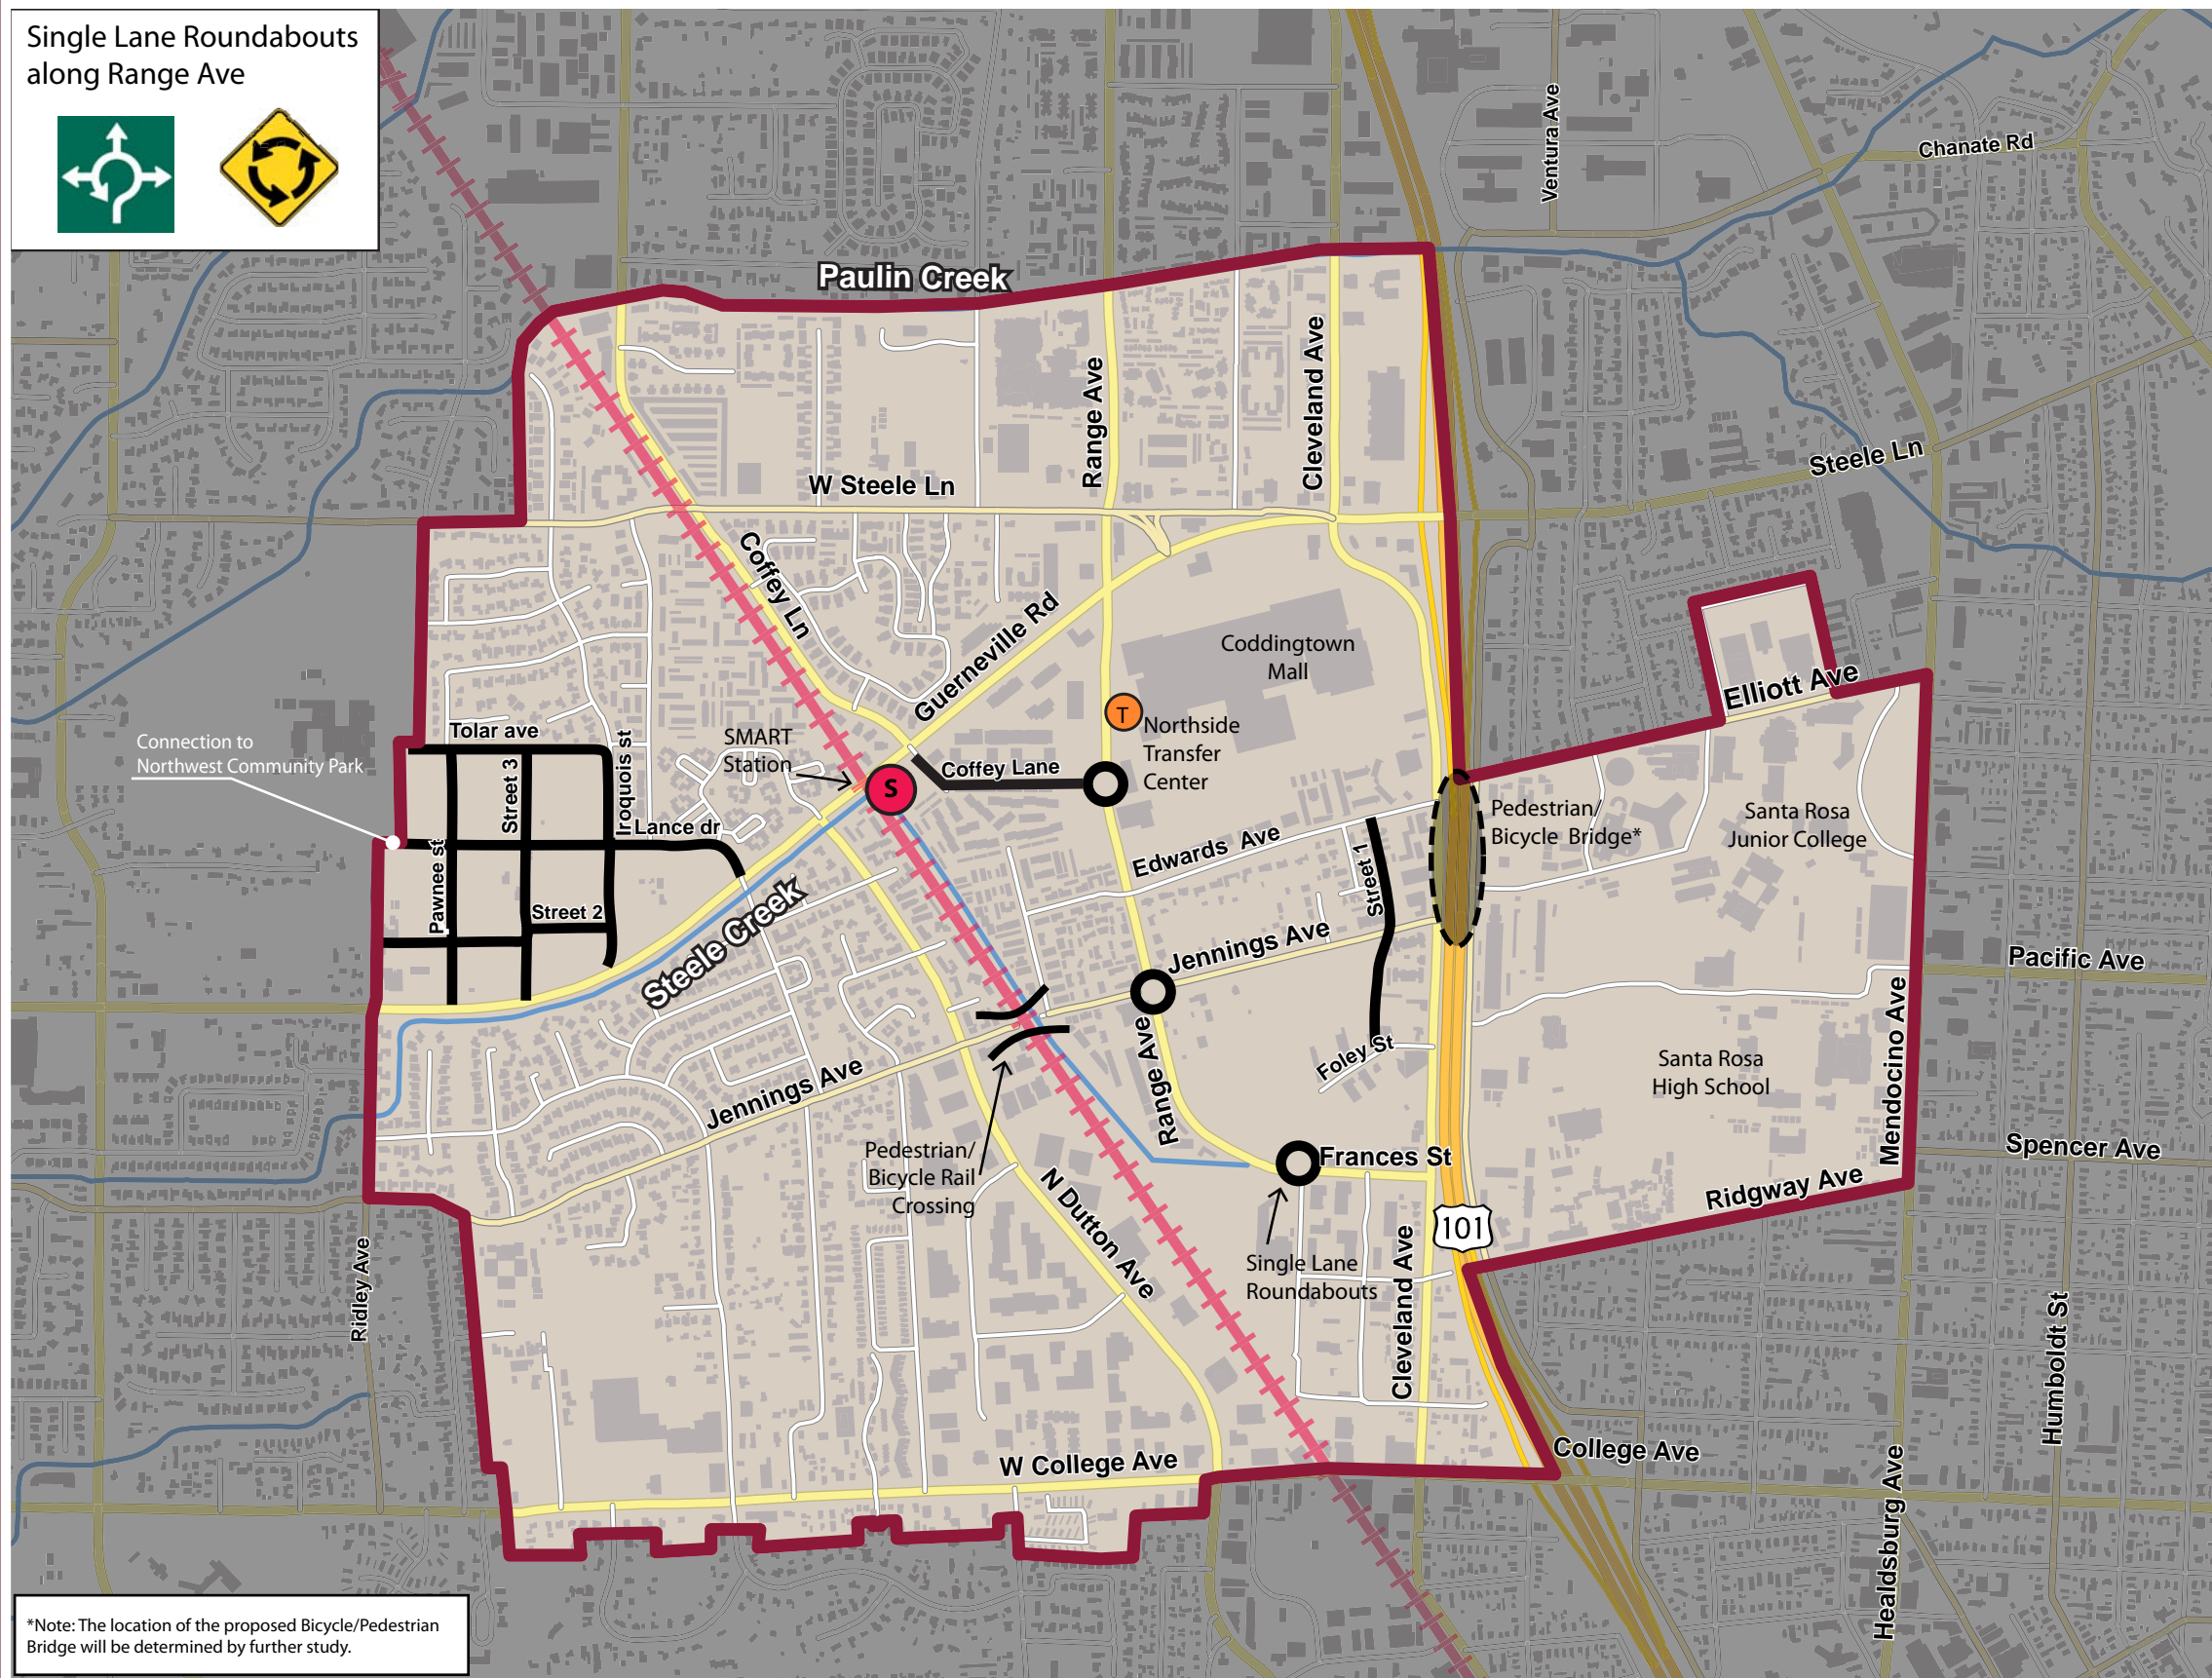 Single Lane Roundabouts
along Range Ave
Ventura Ave
Chanate Rd
Paulin Creek
Range Ave
Cleveland Ave
Steele Ln
W Steele Ln
Coffey Ln
Guerneville Rd
Coddingtown
Mall
Elliott Ave
T
Northside
Transfer
Center
Tolar ave
Connection to
Northwest Community Park
SMART
Station
S
Coffey Lane
Street 3
Iroquois st
Lance dr
Pawnee st
Street 2
Edwards Ave
Street 1
Pedestrian/
Bicycle Bridge*
Santa Rosa
Junior College
Steele Creek
Jennings Ave
Pacific Ave
Mendocino Ave
Range Ave
Foley St
Santa Rosa
High School
Jennings Ave
Pedestrian/
Bicycle Rail
Crossing
Frances St
Spencer Ave
Ridgway Ave
N Dutton Ave
101
Ridley Ave
Single Lane
Roundabouts
Cleveland Ave
Humboldt St
W College Ave
College Ave
Healdsburg Ave
*Note: The location of the proposed Bicycle/Pedestrian
Bridge will be determined by further study.